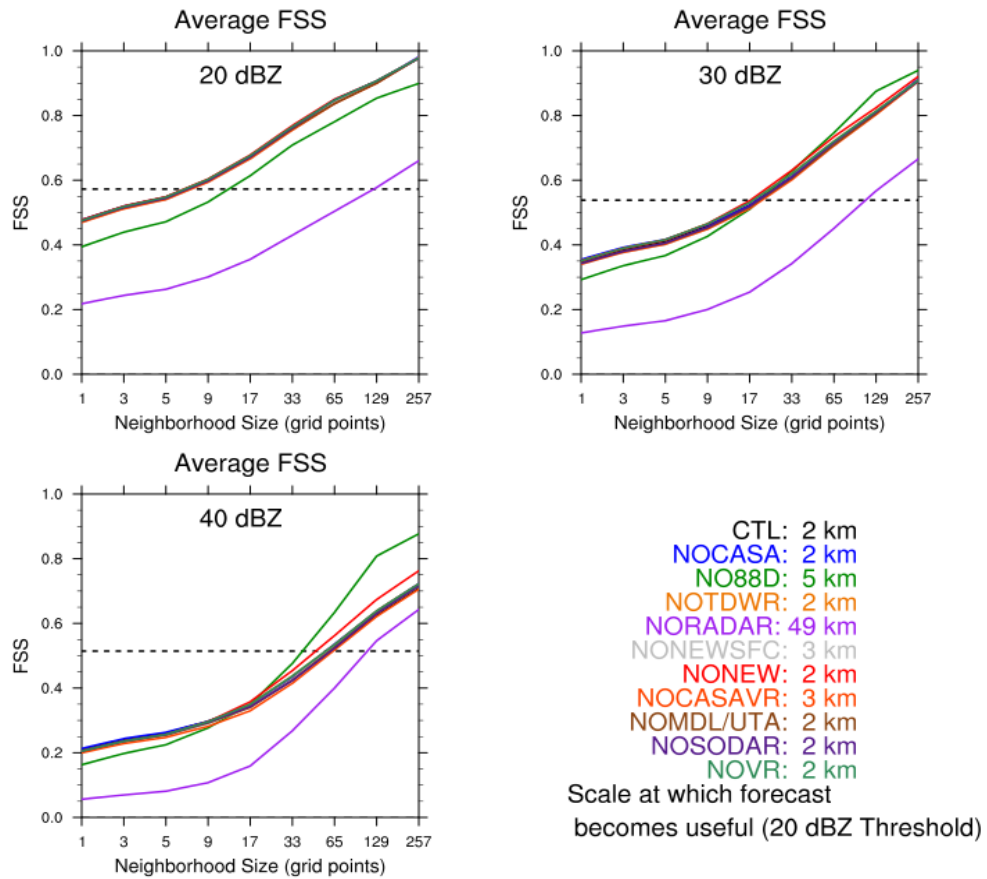 Average FSS
20 dBZ
1.0
0.8
0.6
0.4
0.2
0.0
FSS
1 3 5 9 17 33 65 129 257
Neighborhood Size (grid points)
Average FSS
30 dBZ
1.0
0.8
0.6
0.4
0.2
0.0
FSS
1 3 5 9 17 33 65 129 257
Neighborhood Size (grid points)
Average FSS
40 dBZ
1.0
0.8
0.6
0.4
0.2
0.0
FSS
1 3 5 9 17 33 65 129 257
Neighborhood Size (grid points)
CTL: 2 km
NOCASA: 2 km
NO88D: 5 km
NOTDWR: 2 km
NORADAR: 49 km
NONEWSFC: 3 km
NONEW: 2 km
NOCASAVR: 3 km
NOMDL/UTA: 2 km
NOSODAR: 2 km
NOVR: 2 km
Scale at which forecast
becomes useful (20 dBZ Threshold)